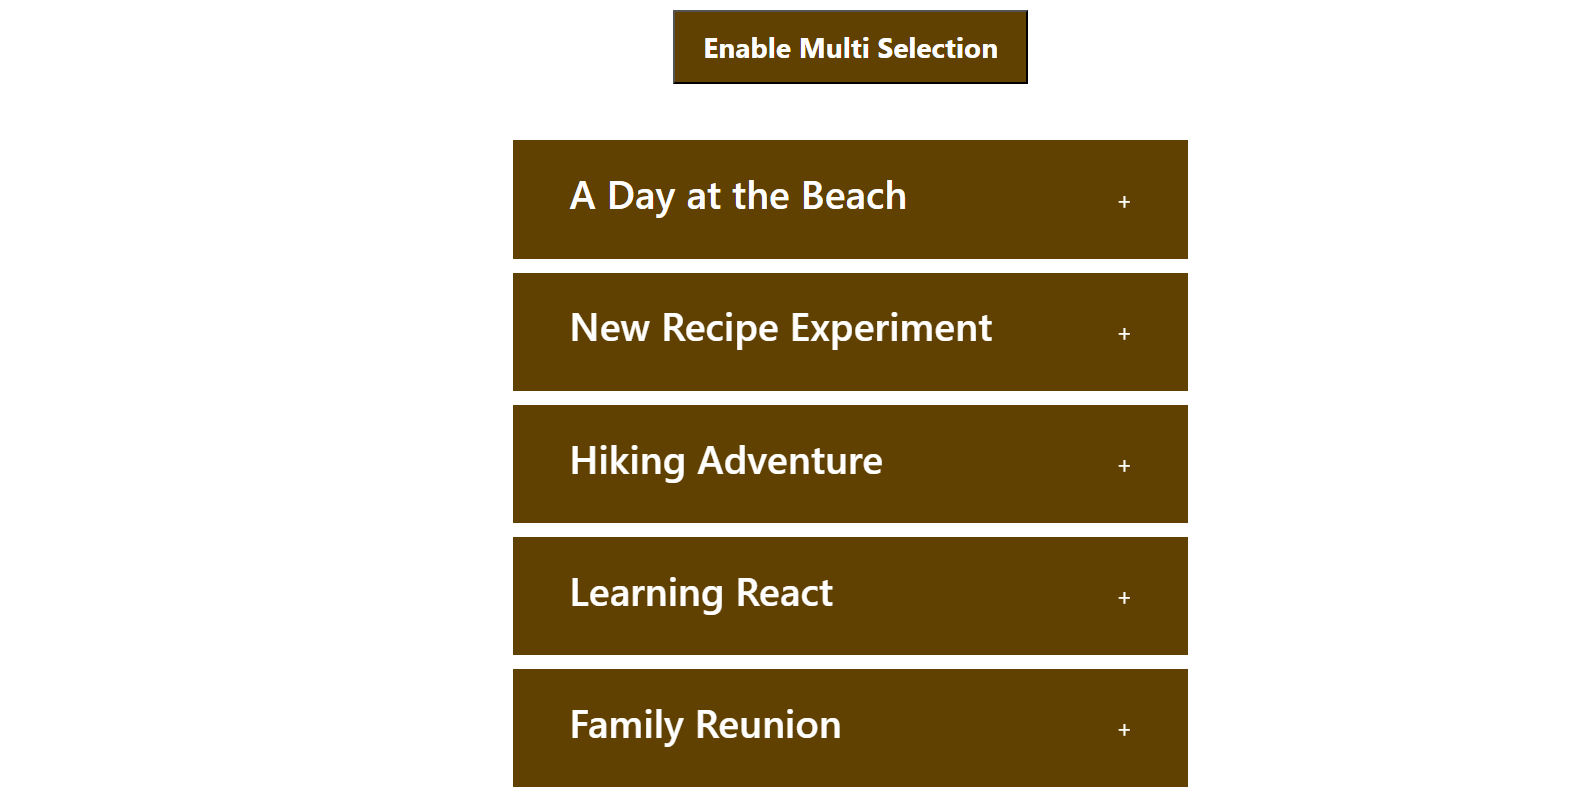 Enable Multi Selection
A Day at the Beach +
New Recipe Experiment +
Hiking Adventure +
Learning React +
Family Reunion +